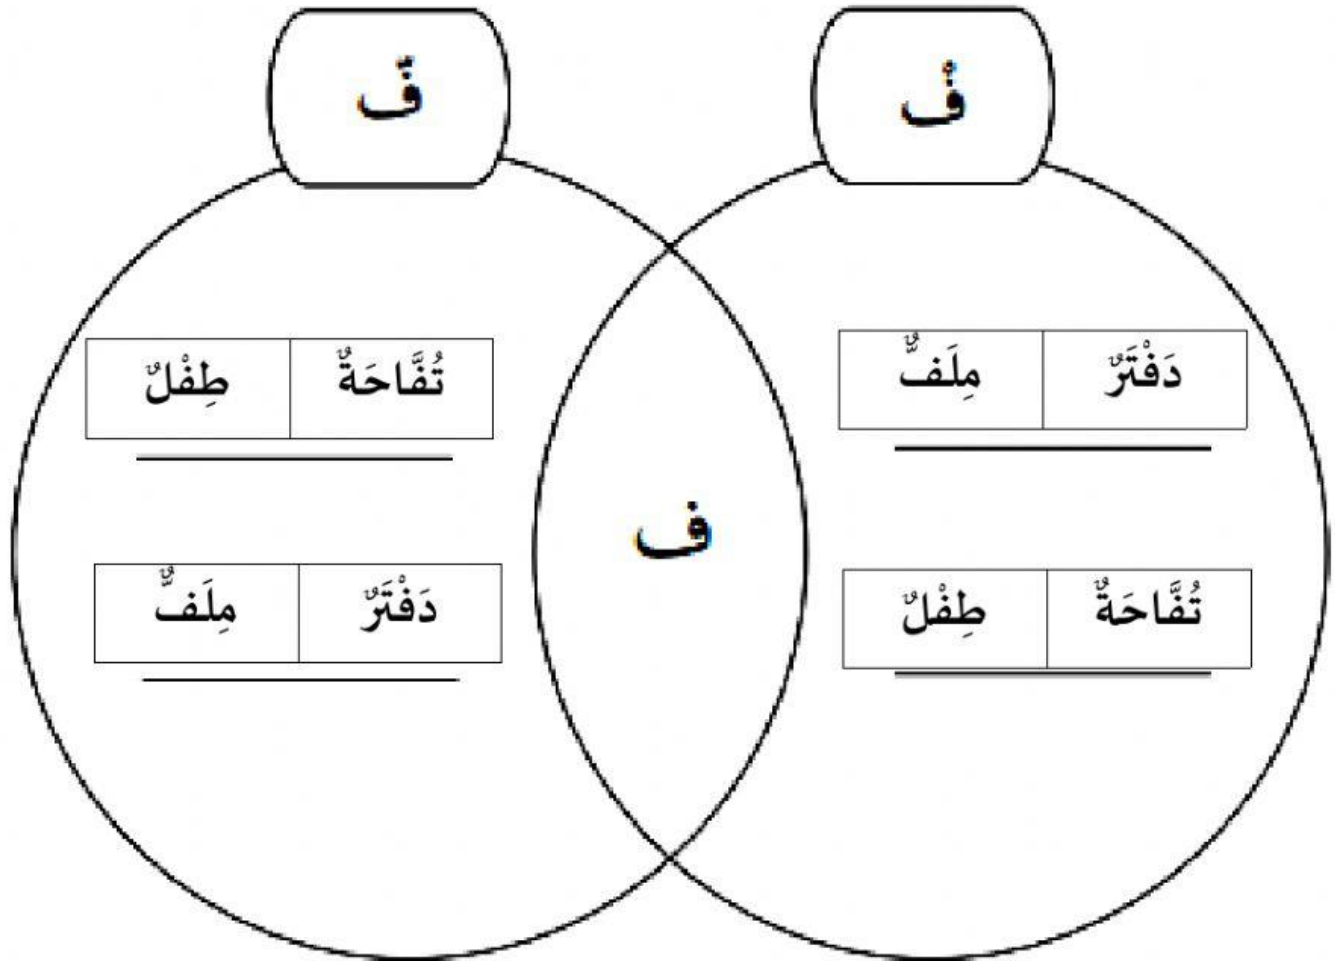 فْ
فّ
دَفْتَرٌ مِلَفٌّ
تُفَّاحَةٌ طِفْلٌ
ف
تُفَّاحَةٌ طِفْلٌ
دَفْتَرٌ مِلَفٌّ